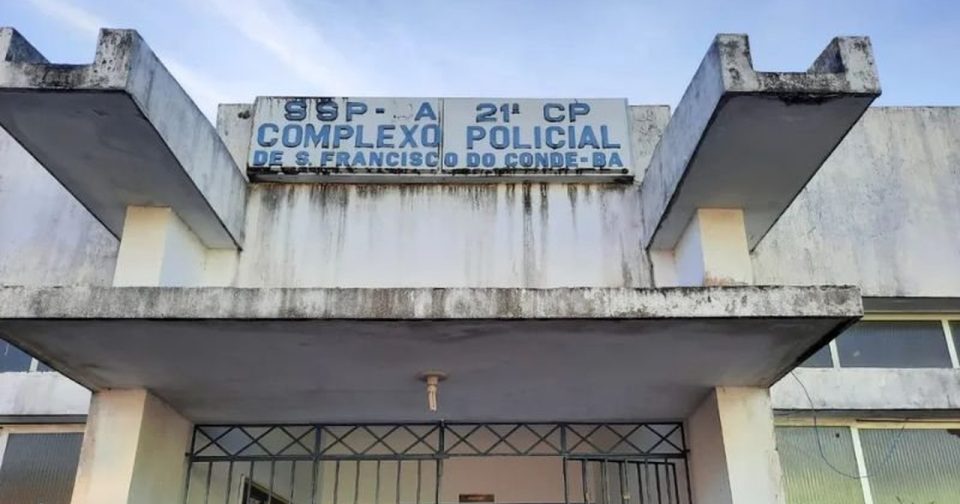 SSP- A 21ª CP
COMPLEXO POLICIAL
DE S. FRANCISCO DO CONDE-BA